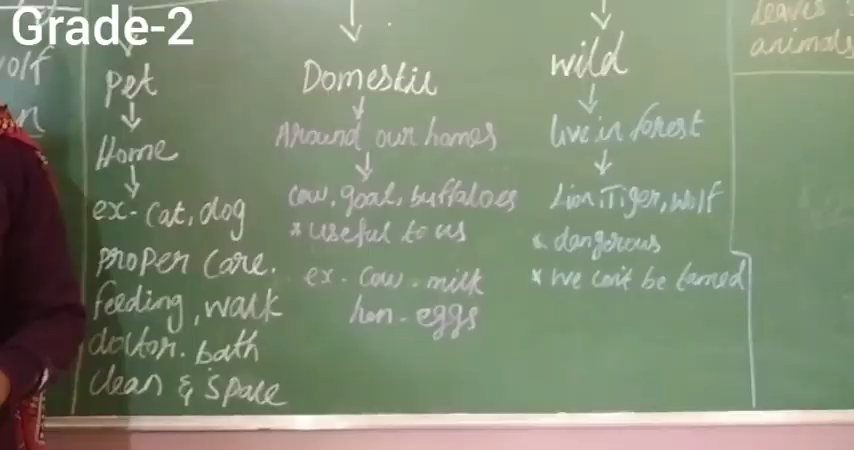 Grade-2
Pet
Home
ex- cat, dog
proper care.
feeding, walk
doctor. bath
clean & space
Domestic
Around our homes
cow, goat, buffaloes
* useful to us
ex - cow - milk
hen - eggs
wild
live in forest
Lion, Tiger, wolf
* dangerous
* we can't be tamed
leaves
animals